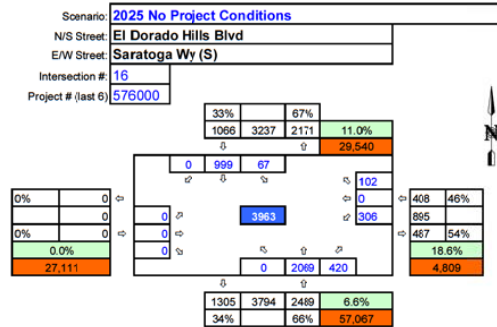 Scenario: 2025 No Project Conditions
N/S Street: El Dorado Hills Blvd
E/W Street: Saratoga Wy (S)
Intersection #: 16
Project # (last 6) 576000
33% 67%
1066 3237 2171 11.0%
29,540
N
0 999 67
102
0% 0 0 408 46%
0 0 3963 306 895
0% 0 0 487 54%
0.0% 18.6%
27,111 0 2069 420 4,809
1305 3794 2489 6.6%
34% 66% 57,067